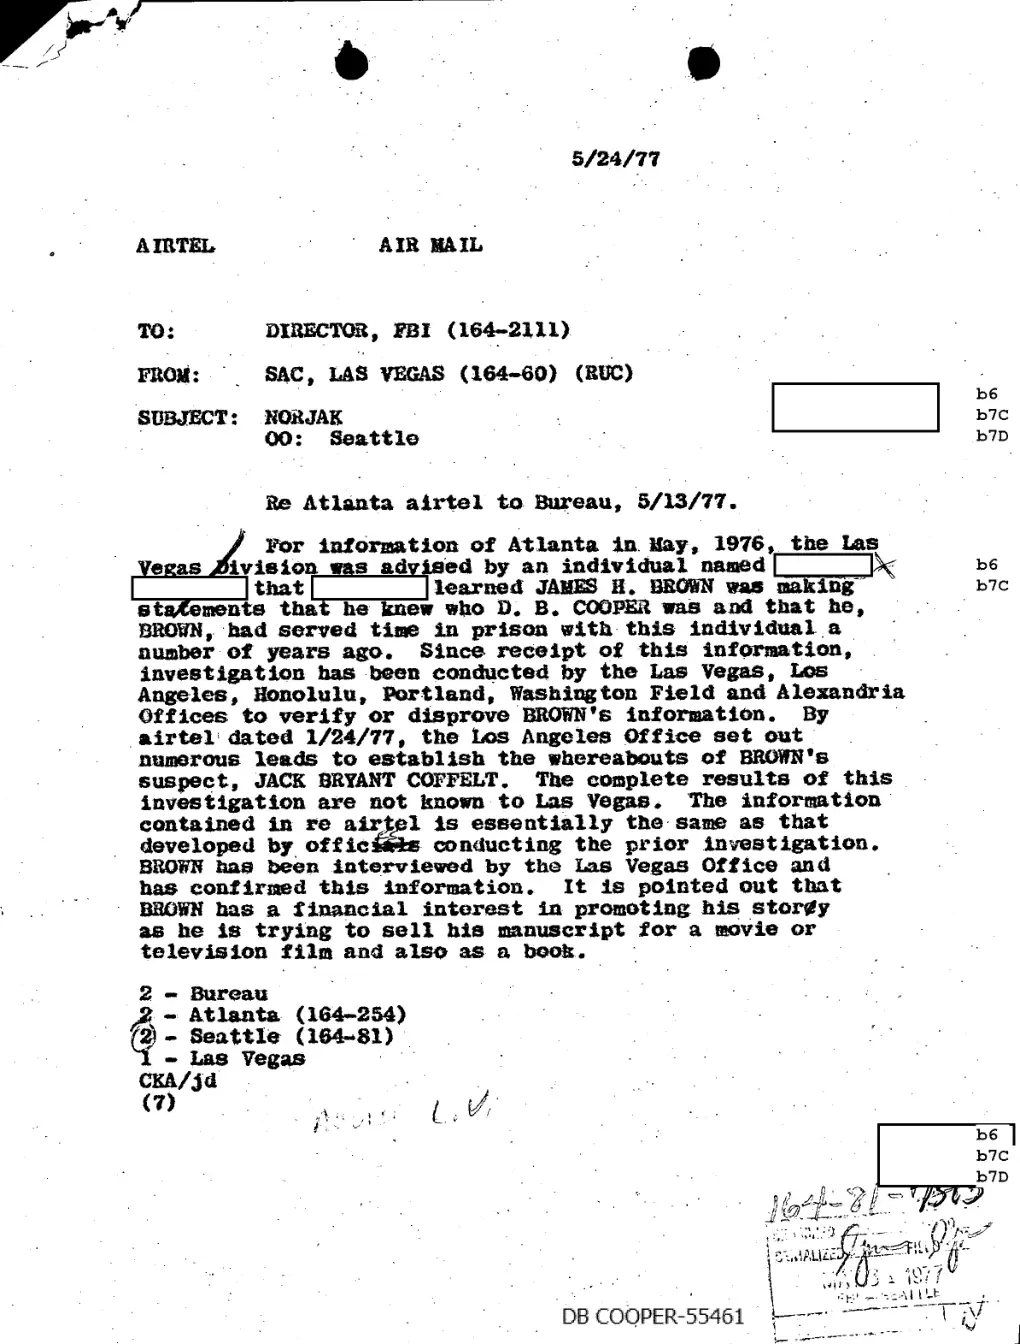 5/24/77
AIRTEL AIR MAIL
TO: DIRECTOR, FBI (164-2111)
FROM: SAC, LAS VEGAS (164-60) (RUC)
b6
SUBJECT: NORJAK
b7C
OO: Seattle
b7D
Re Atlanta airtel to Bureau, 5/13/77.
For information of Atlanta in May, 1976, the Las
Vegas Division was advised by an individual named
b6
that learned JAMES H. BROWN was making
b7C
statements that he knew who D. B. COOPER was and that he,
BROWN, had served time in prison with this individual a
number of years ago. Since receipt of this information,
investigation has been conducted by the Las Vegas, Los
Angeles, Honolulu, Portland, Washington Field and Alexandria
Offices to verify or disprove BROWN's information. By
airtel dated 1/24/77, the Los Angeles Office set out
numerous leads to establish the whereabouts of BROWN's
suspect, JACK BRYANT COFFELT. The complete results of this
investigation are not known to Las Vegas. The information
contained in re airtel is essentially the same as that
developed by officials conducting the prior investigation.
BROWN has been interviewed by the Las Vegas Office and
has confirmed this information. It is pointed out that
BROWN has a financial interest in promoting his story
as he is trying to sell his manuscript for a movie or
television film and also as a book.
2 - Bureau
2 - Atlanta (164-254)
2 - Seattle (164-81)
1 - Las Vegas
CKA/jd
(7)
L.V.
b6
b7C
b7D
164-81-
SERIALIZED FILED
1977
FBI - SEATTLE
DB COOPER-55461